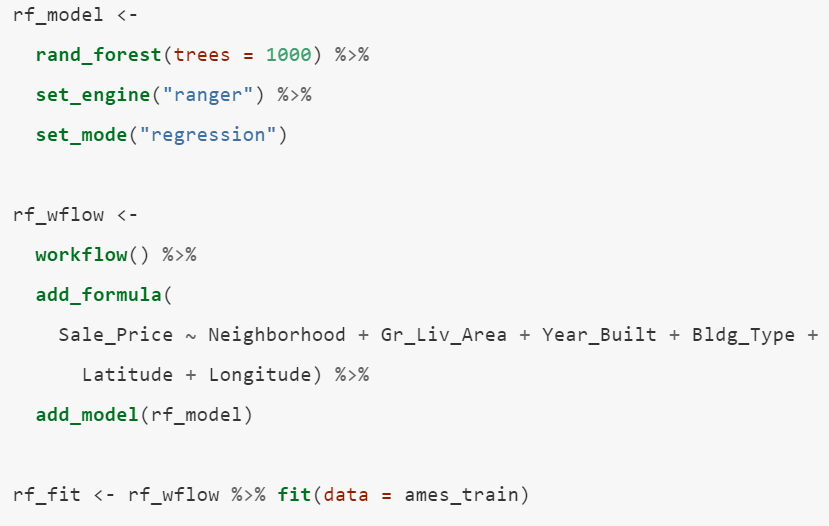 rf_model <-
  rand_forest(trees = 1000) %>%
  set_engine("ranger") %>%
  set_mode("regression")

rf_wflow <-
  workflow() %>%
  add_formula(
    Sale_Price ~ Neighborhood + Gr_Liv_Area + Year_Built + Bldg_Type +
      Latitude + Longitude) %>%
  add_model(rf_model)

rf_fit <- rf_wflow %>% fit(data = ames_train)